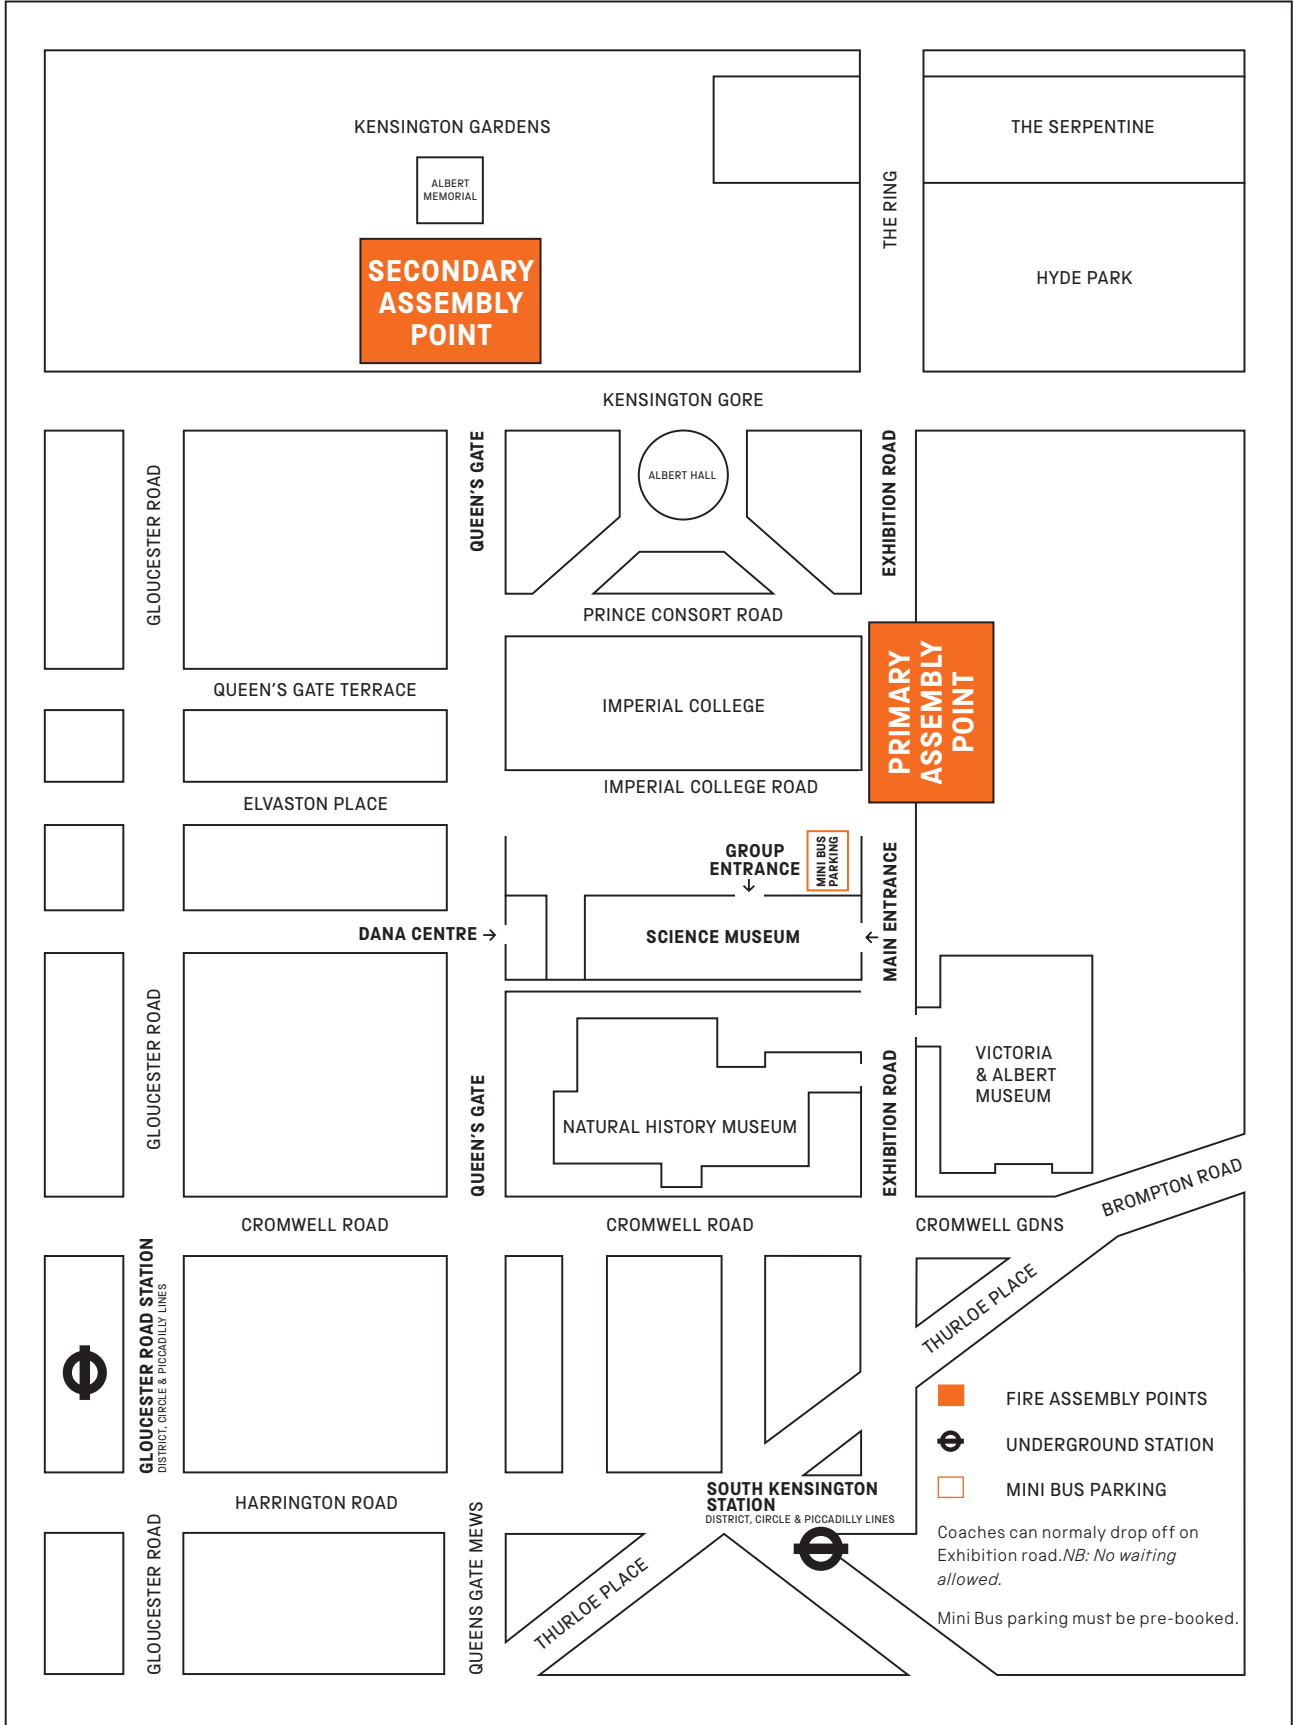 KENSINGTON GARDENS
THE SERPENTINE
ALBERT
MEMORIAL
THE RING
SECONDARY
ASSEMBLY
POINT
HYDE PARK
KENSINGTON GORE
GLOUCESTER ROAD
QUEEN'S GATE
ALBERT HALL
EXHIBITION ROAD
PRINCE CONSORT ROAD
QUEEN'S GATE TERRACE
IMPERIAL COLLEGE
PRIMARY
ASSEMBLY
POINT
IMPERIAL COLLEGE ROAD
ELVASTON PLACE
GROUP
ENTRANCE
MINI BUS
PARKING
MAIN ENTRANCE
DANA CENTRE →
SCIENCE MUSEUM
GLOUCESTER ROAD
QUEEN'S GATE
NATURAL HISTORY MUSEUM
EXHIBITION ROAD
VICTORIA
& ALBERT
MUSEUM
BROMPTON ROAD
CROMWELL ROAD
CROMWELL ROAD
CROMWELL GDNS
GLOUCESTER ROAD STATION
DISTRICT, CIRCLE & PICCADILLY LINES
THURLOE PLACE
FIRE ASSEMBLY POINTS
UNDERGROUND STATION
MINI BUS PARKING
SOUTH KENSINGTON
STATION
DISTRICT, CIRCLE & PICCADILLY LINES
HARRINGTON ROAD
GLOUCESTER ROAD
QUEENS GATE MEWS
THURLOE PLACE
Coaches can normaly drop off on
Exhibition road.NB: No waiting
allowed.
Mini Bus parking must be pre-booked.